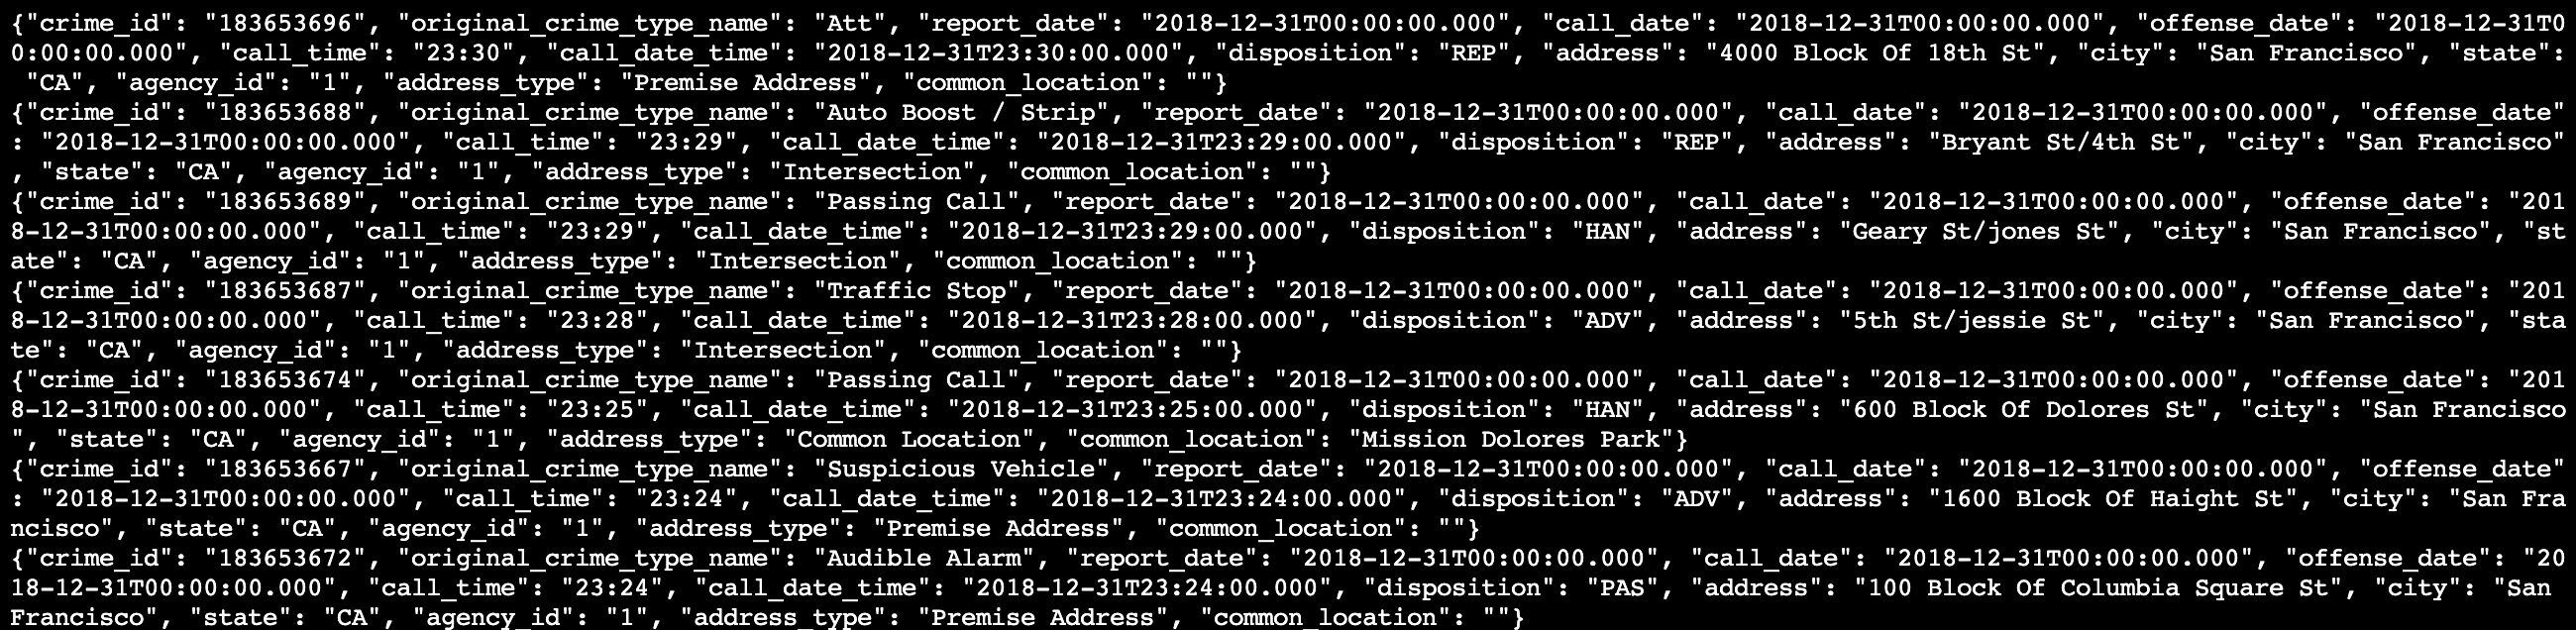 {"crime_id": "183653696", "original_crime_type_name": "Att", "report_date": "2018-12-31T00:00:00.000", "call_date": "2018-12-31T00:00:00.000", "offense_date": "2018-12-31T0
0:00:00.000", "call_time": "23:30", "call_date_time": "2018-12-31T23:30:00.000", "disposition": "REP", "address": "4000 Block Of 18th St", "city": "San Francisco", "state":
 "CA", "agency_id": "1", "address_type": "Premise Address", "common_location": ""}
{"crime_id": "183653688", "original_crime_type_name": "Auto Boost / Strip", "report_date": "2018-12-31T00:00:00.000", "call_date": "2018-12-31T00:00:00.000", "offense_date"
: "2018-12-31T00:00:00.000", "call_time": "23:29", "call_date_time": "2018-12-31T23:29:00.000", "disposition": "REP", "address": "Bryant St/4th St", "city": "San Francisco"
, "state": "CA", "agency_id": "1", "address_type": "Intersection", "common_location": ""}
{"crime_id": "183653689", "original_crime_type_name": "Passing Call", "report_date": "2018-12-31T00:00:00.000", "call_date": "2018-12-31T00:00:00.000", "offense_date": "201
8-12-31T00:00:00.000", "call_time": "23:29", "call_date_time": "2018-12-31T23:29:00.000", "disposition": "HAN", "address": "Geary St/jones St", "city": "San Francisco", "st
ate": "CA", "agency_id": "1", "address_type": "Intersection", "common_location": ""}
{"crime_id": "183653687", "original_crime_type_name": "Traffic Stop", "report_date": "2018-12-31T00:00:00.000", "call_date": "2018-12-31T00:00:00.000", "offense_date": "201
8-12-31T00:00:00.000", "call_time": "23:28", "call_date_time": "2018-12-31T23:28:00.000", "disposition": "ADV", "address": "5th St/jessie St", "city": "San Francisco", "sta
te": "CA", "agency_id": "1", "address_type": "Intersection", "common_location": ""}
{"crime_id": "183653674", "original_crime_type_name": "Passing Call", "report_date": "2018-12-31T00:00:00.000", "call_date": "2018-12-31T00:00:00.000", "offense_date": "201
8-12-31T00:00:00.000", "call_time": "23:25", "call_date_time": "2018-12-31T23:25:00.000", "disposition": "HAN", "address": "600 Block Of Dolores St", "city": "San Francisco
", "state": "CA", "agency_id": "1", "address_type": "Common Location", "common_location": "Mission Dolores Park"}
{"crime_id": "183653667", "original_crime_type_name": "Suspicious Vehicle", "report_date": "2018-12-31T00:00:00.000", "call_date": "2018-12-31T00:00:00.000", "offense_date"
: "2018-12-31T00:00:00.000", "call_time": "23:24", "call_date_time": "2018-12-31T23:24:00.000", "disposition": "ADV", "address": "1600 Block Of Haight St", "city": "San Fra
ncisco", "state": "CA", "agency_id": "1", "address_type": "Premise Address", "common_location": ""}
{"crime_id": "183653672", "original_crime_type_name": "Audible Alarm", "report_date": "2018-12-31T00:00:00.000", "call_date": "2018-12-31T00:00:00.000", "offense_date": "20
18-12-31T00:00:00.000", "call_time": "23:24", "call_date_time": "2018-12-31T23:24:00.000", "disposition": "PAS", "address": "100 Block Of Columbia Square St", "city": "San 
Francisco", "state": "CA", "agency_id": "1", "address_type": "Premise Address", "common_location": ""}